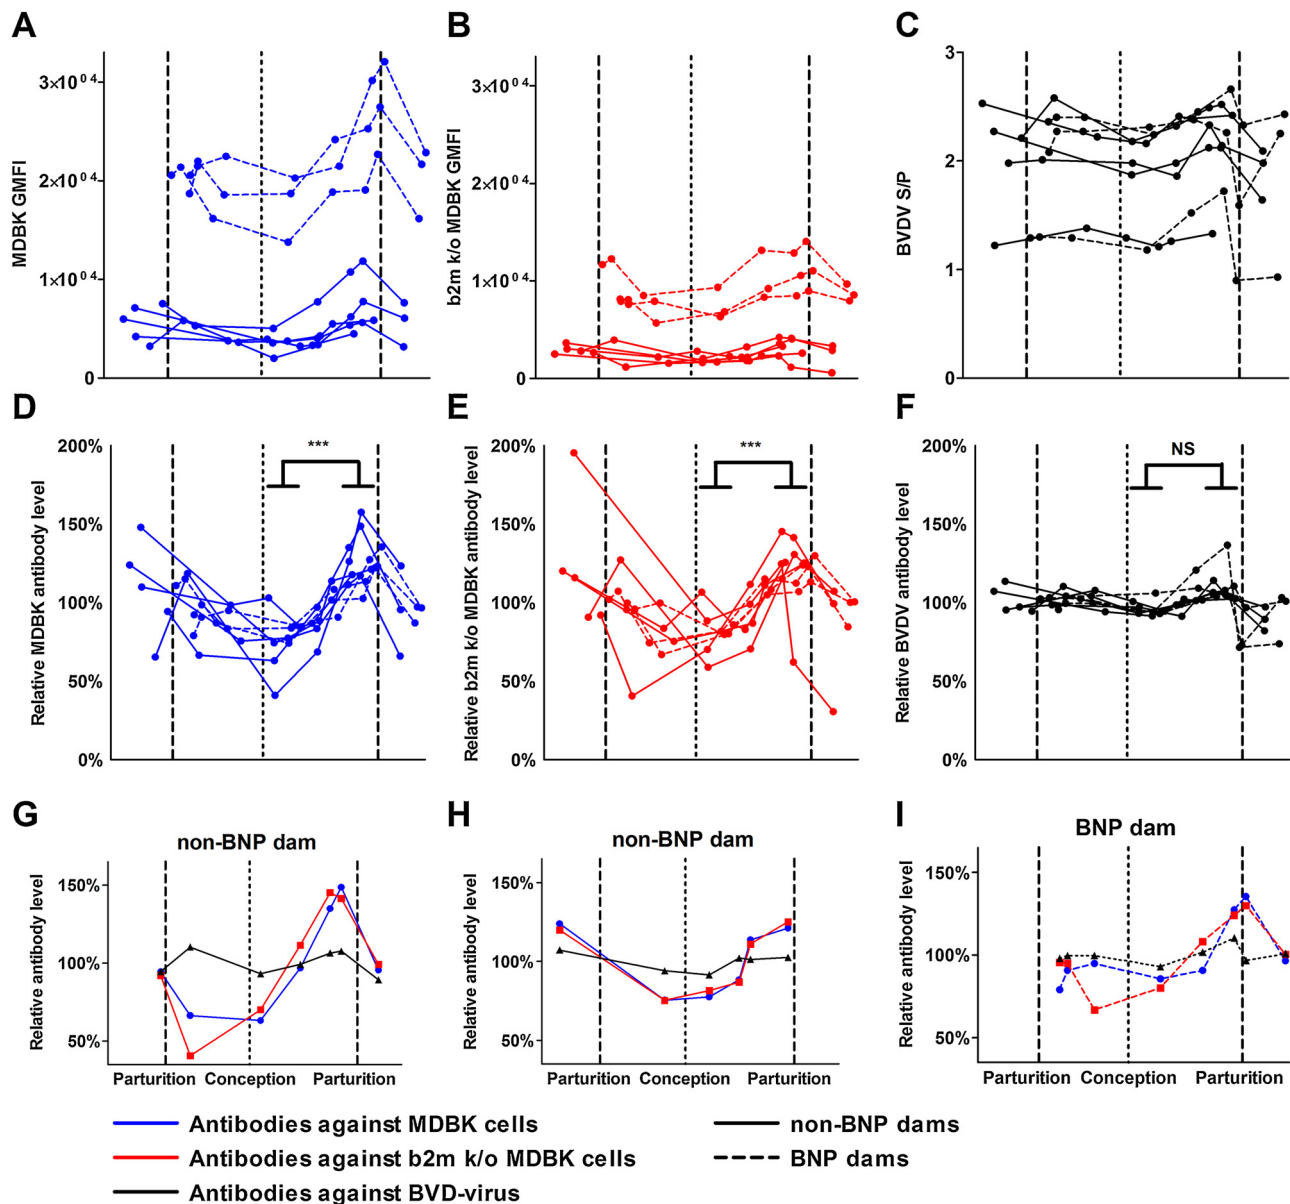 A
MDBK GMFI
3×10⁰⁴
2×10⁰⁴
1×10⁰⁴
0
B
b2m k/o MDBK GMFI
3×10⁰⁴
2×10⁰⁴
1×10⁰⁴
0
C
BVDV S/P
3
2
1
0
D
Relative MDBK antibody level
200%
150%
100%
50%
0%
***
E
Relative b2m k/o MDBK antibody level
200%
150%
100%
50%
0%
***
F
Relative BVDV antibody level
200%
150%
100%
50%
0%
NS
G
non-BNP dam
Relative antibody level
150%
100%
50%
Parturition Conception Parturition
H
non-BNP dam
Relative antibody level
150%
100%
50%
Parturition Conception Parturition
I
BNP dam
Relative antibody level
150%
100%
50%
Parturition Conception Parturition
Antibodies against MDBK cells
Antibodies against b2m k/o MDBK cells
Antibodies against BVD-virus
non-BNP dams
BNP dams